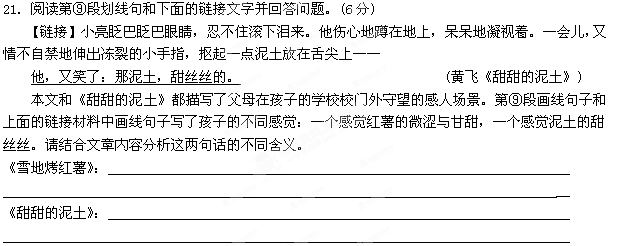 21. 阅读第⑨段划线句和下面的链接文字并回答问题。(6分)
【链接】小亮眨巴眨巴眼睛，忍不住滚下泪来。他伤心地蹲在地上，呆呆地凝视着。一会儿，又
情不自禁地伸出冻裂的小手指，抠起一点泥土放在舌尖上——
他，又笑了：那泥土，甜丝丝的。 (黄飞《甜甜的泥土》)
本文和《甜甜的泥土》都描写了父母在孩子的学校校门外守望的感人场景。第⑨段画线句子和
上面的链接材料中画线句子写了孩子的不同感觉：一个感觉红薯的微涩与甘甜，一个感觉泥土的甜
丝丝。请结合文章内容分析这两句话的不同含义。
《雪地烤红薯》：
《甜甜的泥土》：